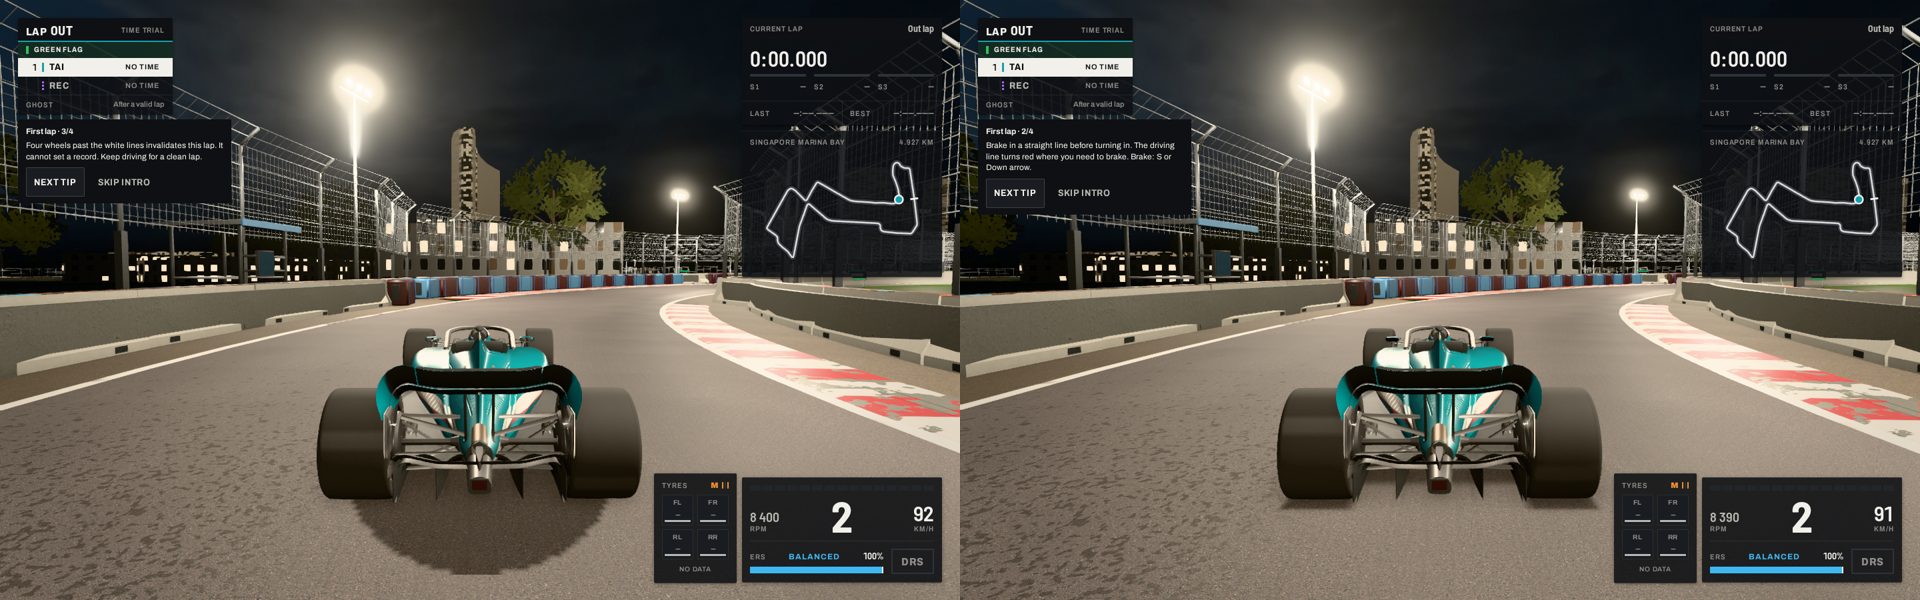 LAP OUT TIME TRIAL
GREEN FLAG
1 TAI NO TIME
REC NO TIME
GHOST After a valid lap
First lap · 3/4
Four wheels past the white lines invalidates this lap. It
cannot set a record. Keep driving for a clean lap.
NEXT TIP SKIP INTRO
CURRENT LAP Out lap
0:00.000
S1 – S2 – S3 –
LAST -:--.--- BEST -:--.---
SINGAPORE MARINA BAY 4.927 KM
TYRES M
FL FR
– –
RL RR
– –
NO DATA
8 400 2 92
RPM KM/H
ERS BALANCED 100% DRS
LAP OUT TIME TRIAL
GREEN FLAG
1 TAI NO TIME
REC NO TIME
GHOST After a valid lap
First lap · 2/4
Brake in a straight line before turning in. The driving
line turns red where you need to brake. Brake: S or
Down arrow.
NEXT TIP SKIP INTRO
CURRENT LAP Out lap
0:00.000
S1 – S2 – S3 –
LAST -:--.--- BEST -:--.---
SINGAPORE MARINA BAY 4.927 KM
TYRES M
FL FR
– –
RL RR
– –
NO DATA
8 390 2 91
RPM KM/H
ERS BALANCED 100% DRS